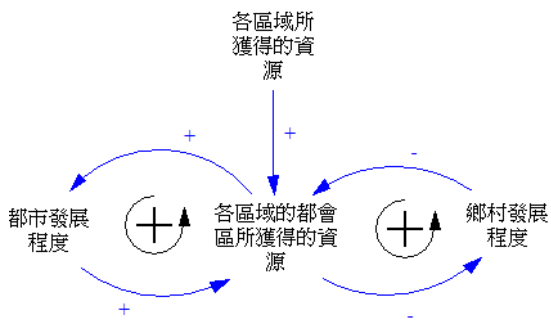 各區域所
獲得的資
源
+
+
-
都市發展
程度
各區域的都會
區所獲得的資
源
鄉村發展
程度
+
-